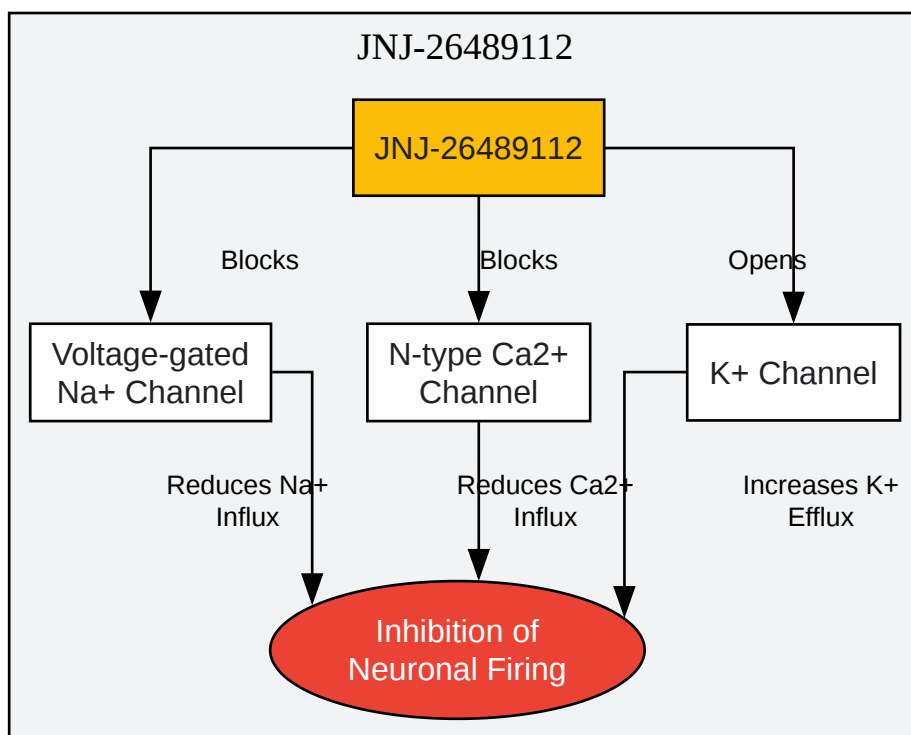 JNJ-26489112
JNJ-26489112
Blocks
Blocks
Opens
Voltage-gated
Na+ Channel
N-type Ca2+
Channel
K+ Channel
Reduces Na+
Influx
Reduces Ca2+
Influx
Increases K+
Efflux
Inhibition of
Neuronal Firing